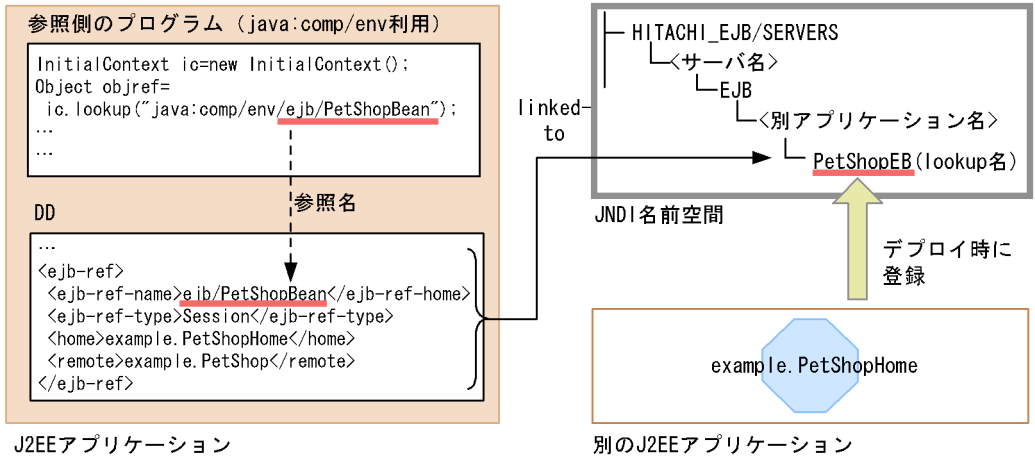 参照側のプログラム (java:comp/env利用)
InitialContext ic=new InitialContext();
Object objref=
ic.lookup("java:comp/env/ejb/PetShopBean");
...
...
参照名
DD
...
<ejb-ref>
<ejb-ref-name>ejb/PetShopBean</ejb-ref-home>
<ejb-ref-type>Session</ejb-ref-type>
<home>example.PetShopHome</home>
<remote>example.PetShop</remote>
</ejb-ref>
J2EEアプリケーション
linked-
to
HITACHI_EJB/SERVERS
<サーバ名>
EJB
<別アプリケーション名>
PetShopEB(lookup名)
JNDI名前空間
デプロイ時に
登録
example.PetShopHome
別のJ2EEアプリケーション